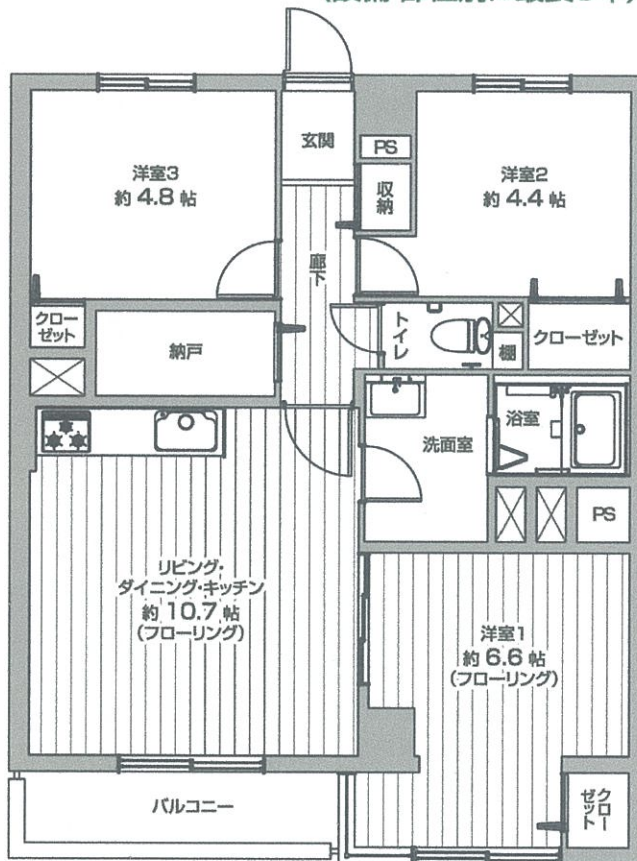 玄関
洋室3
約 4.8 帖
PS
収納
洋室2
約 4.4 帖
廊下
クロー
ゼット
納戸
トイレ
棚
クローゼット
洗面室
浴室
PS
リビング・
ダイニング・キッチン
約 10.7 帖
(フローリング)
洋室1
約 6.6 帖
(フローリング)
バルコニー
クロー
ゼット